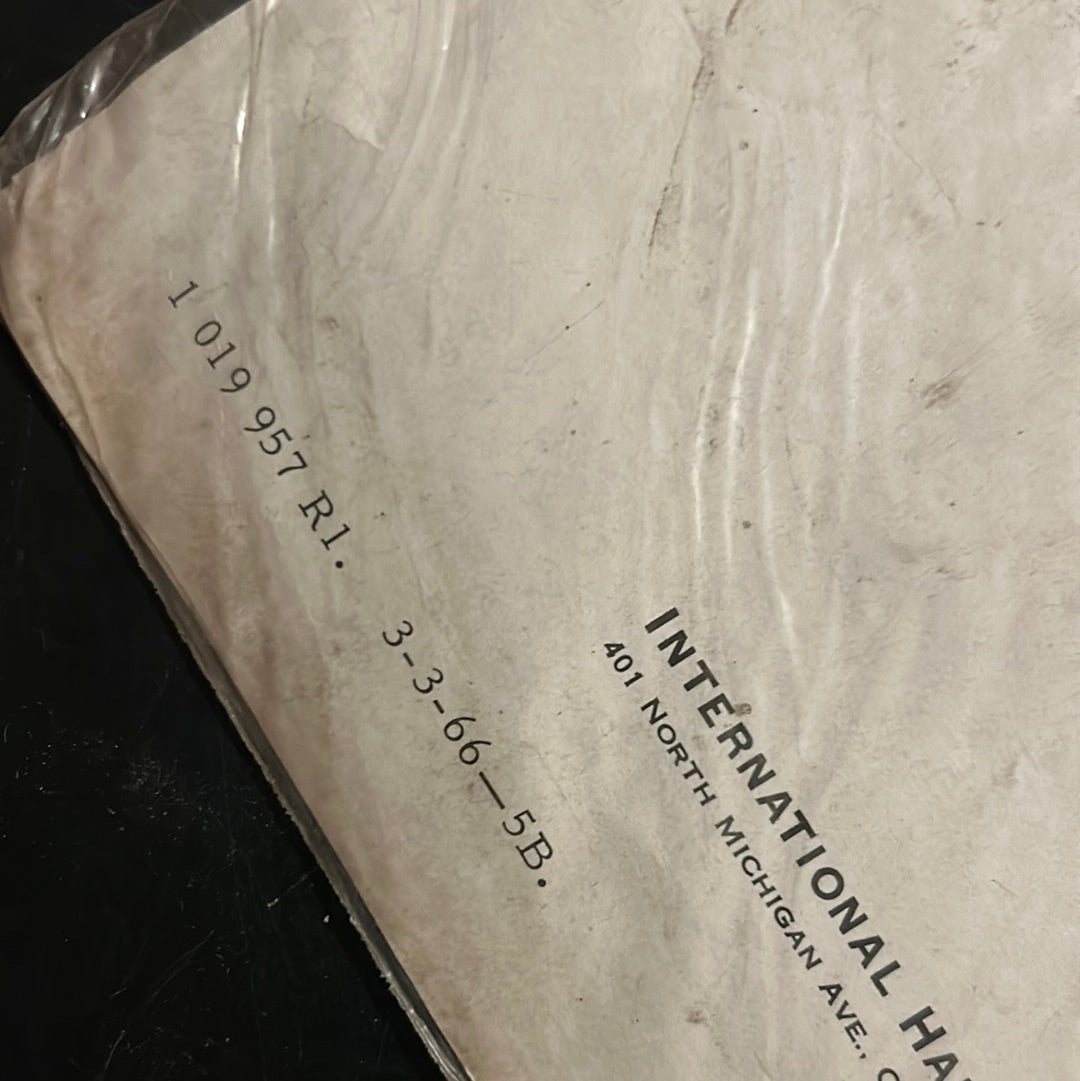 1 019 957 R1. 3-3-66—5B.
INTERNATIONAL HA
401 NORTH MICHIGAN AVE.,